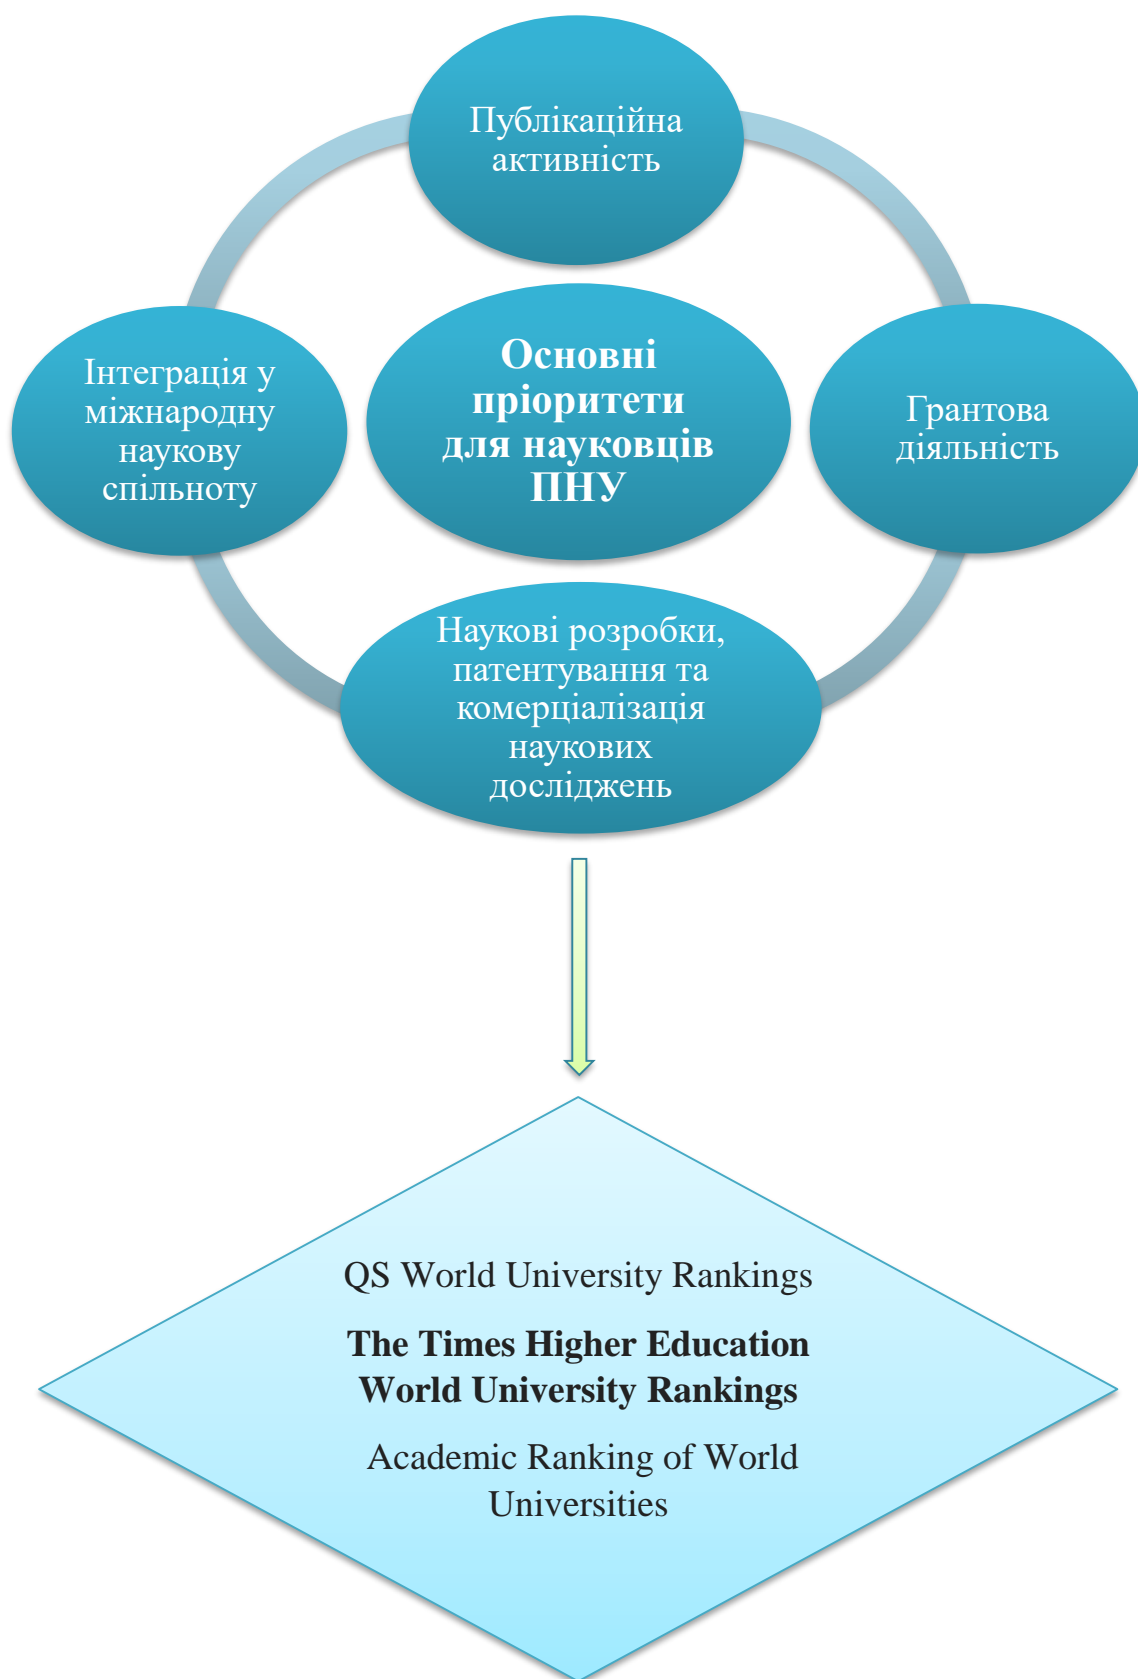 Публікаційна
активність
Основні
пріоритети
для науковців
ПНУ
Інтеграція у
міжнародну
наукову
спільноту
Грантова
діяльність
Наукові розробки,
патентування та
комерціалізація
наукових
досліджень
QS World University Rankings
The Times Higher Education
World University Rankings
Academic Ranking of World
Universities